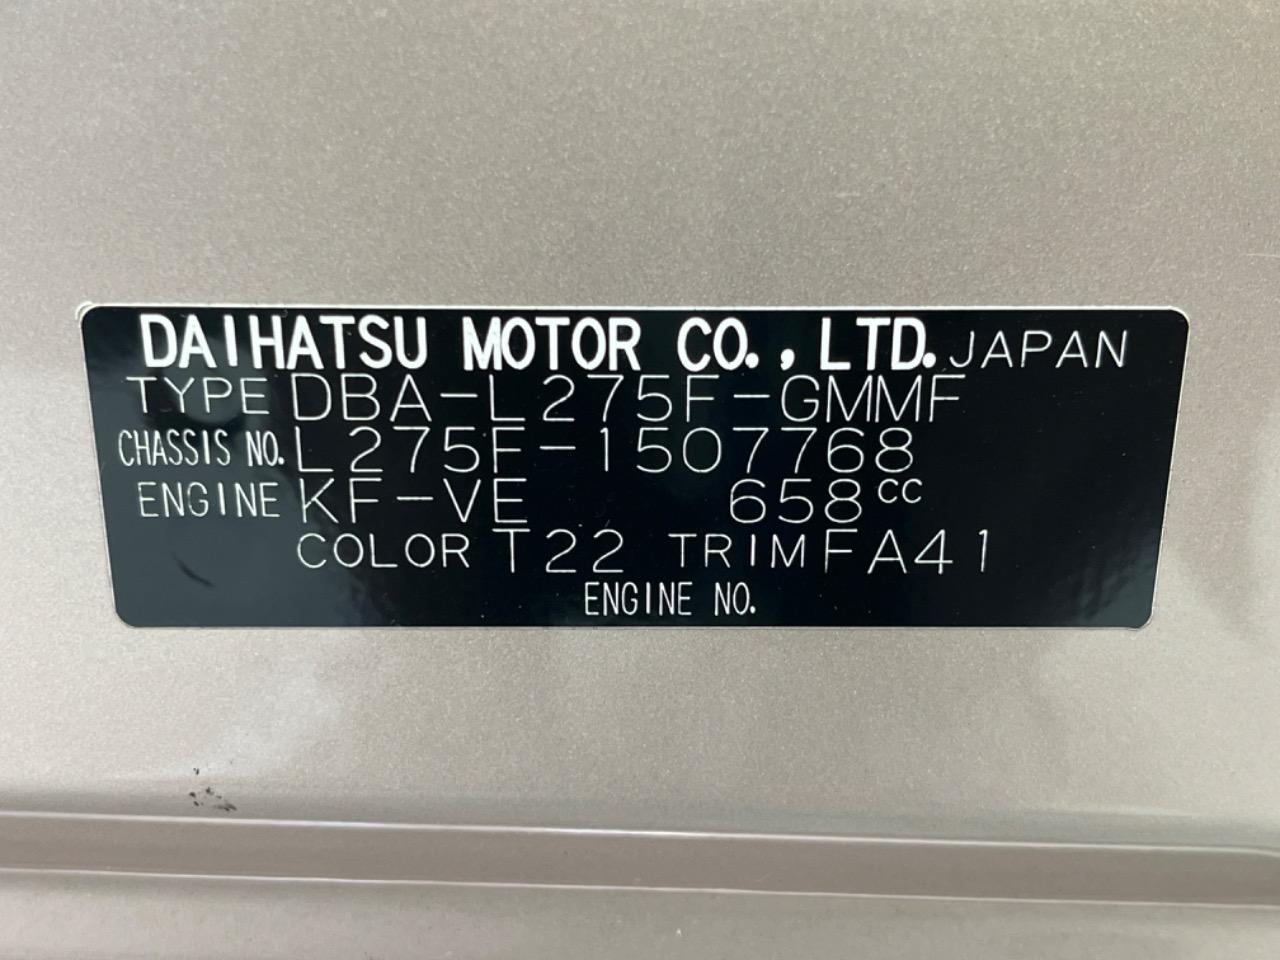 DAIHATSU MOTOR CO., LTD. JAPAN
TYPE DBA-L275F-GMMF
CHASSIS NO. L275F-1507768
ENGINE KF-VE 658cc
COLOR T22 TRIM FA41
ENGINE NO.